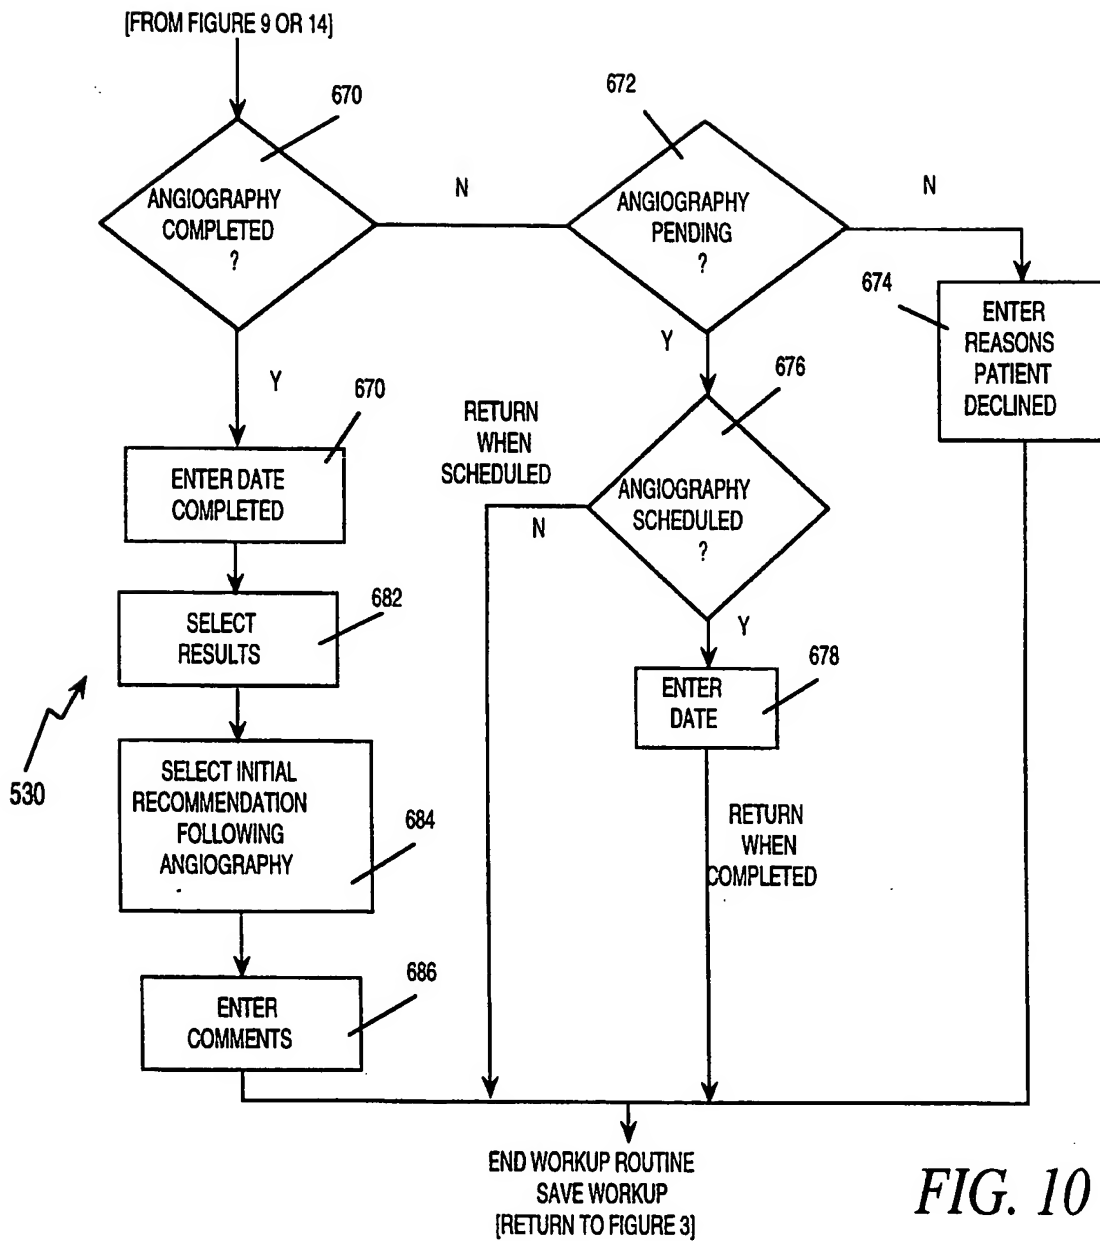 [FROM FIGURE 9 OR 14]
670
ANGIOGRAPHY
COMPLETED
?
N
672
ANGIOGRAPHY
PENDING
?
N
674
ENTER
REASONS
PATIENT
DECLINED
Y
670
ENTER DATE
COMPLETED
Y
676
ANGIOGRAPHY
SCHEDULED
?
RETURN
WHEN
SCHEDULED
N
682
SELECT
RESULTS
Y
678
ENTER
DATE
530
SELECT INITIAL
RECOMMENDATION
FOLLOWING
ANGIOGRAPHY
684
RETURN
WHEN
COMPLETED
686
ENTER
COMMENTS
END WORKUP ROUTINE
SAVE WORKUP
[RETURN TO FIGURE 3]
FIG. 10